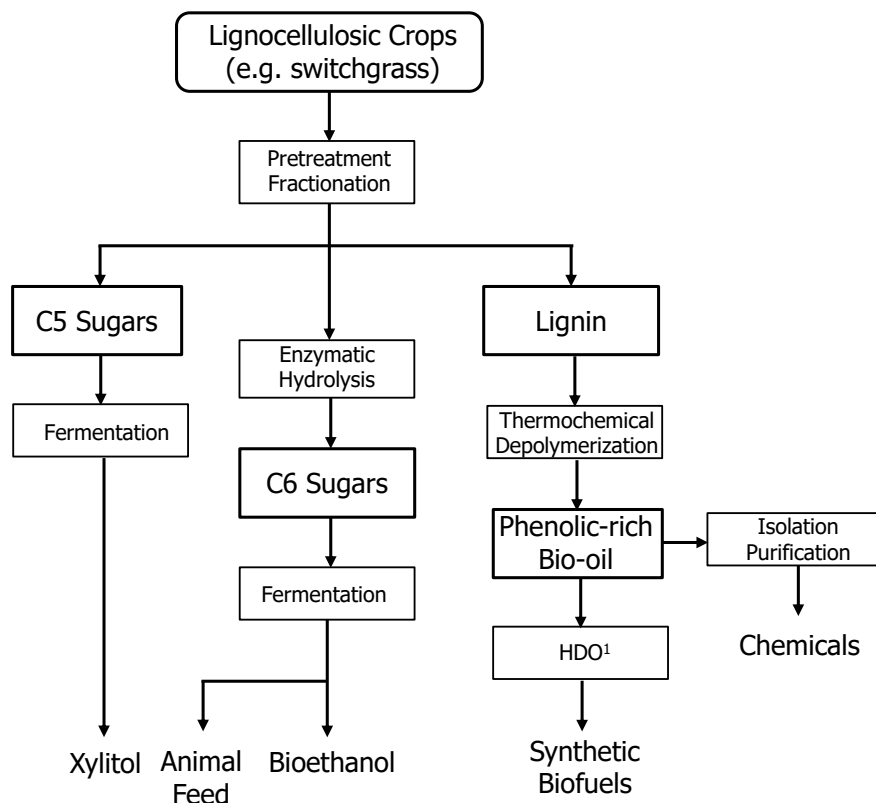 Lignocellulosic Crops
(e.g. switchgrass)
Pretreatment
Fractionation
C5 Sugars
Lignin
Enzymatic
Hydrolysis
Fermentation
Thermochemical
Depolymerization
C6 Sugars
Phenolic-rich
Bio-oil
Isolation
Purification
Fermentation
HDO¹
Chemicals
Xylitol
Animal
Feed
Bioethanol
Synthetic
Biofuels